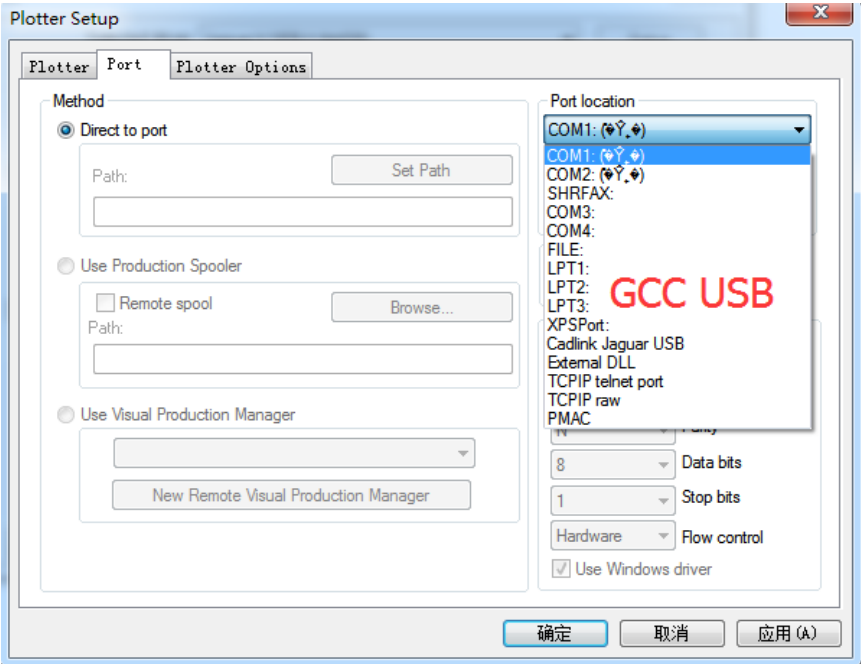 Plotter Setup
Plotter
Port
Plotter Options
Method
Direct to port
Path:
Set Path
Use Production Spooler
Remote spool
Browse...
Path:
Use Visual Production Manager
New Remote Visual Production Manager
Port location
COM1: (�Ÿ˛�)
COM1: (�Ÿ˛�)
COM2: (�Ÿ˛�)
SHRFAX:
COM3:
COM4:
FILE:
LPT1:
LPT2:
LPT3:
GCC USB
XPSPort:
Cadlink Jaguar USB
External DLL
TCPIP telnet port
TCPIP raw
PMAC
8
Data bits
1
Stop bits
Hardware
Flow control
Use Windows driver
确定
取消
应用(A)